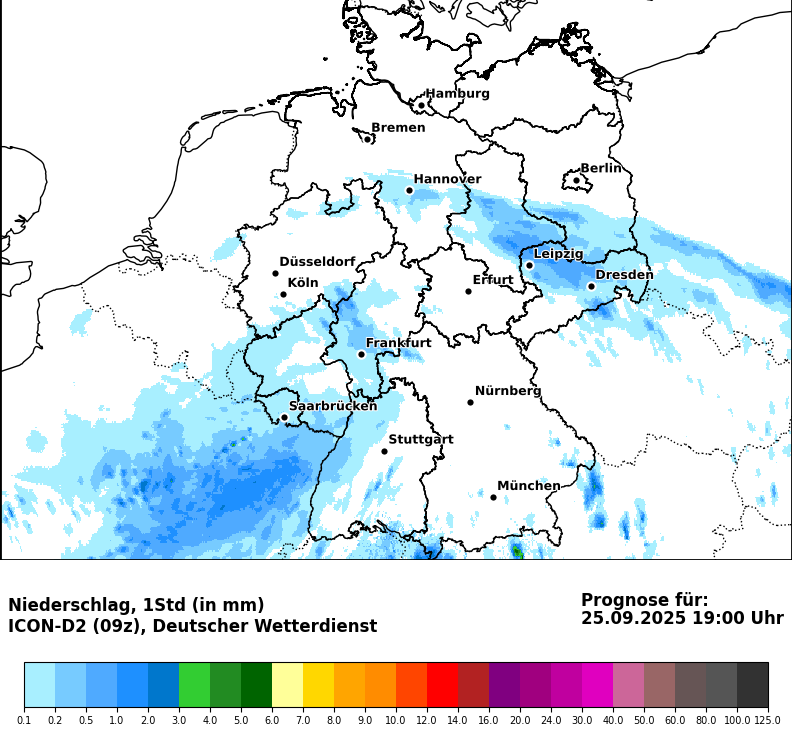 Hamburg
Bremen
Berlin
Hannover
Leipzig
Düsseldorf
Dresden
Köln
Erfurt
Frankfurt
Nürnberg
Saarbrücken
Stuttgart
München
Niederschlag, 1Std (in mm)
ICON-D2 (09z), Deutscher Wetterdienst
Prognose für:
25.09.2025 19:00 Uhr
0.1 0.2 0.5 1.0 2.0 3.0 4.0 5.0 6.0 7.0 8.0 9.0 10.0 12.0 14.0 16.0 20.0 24.0 30.0 40.0 50.0 60.0 80.0 100.0 125.0